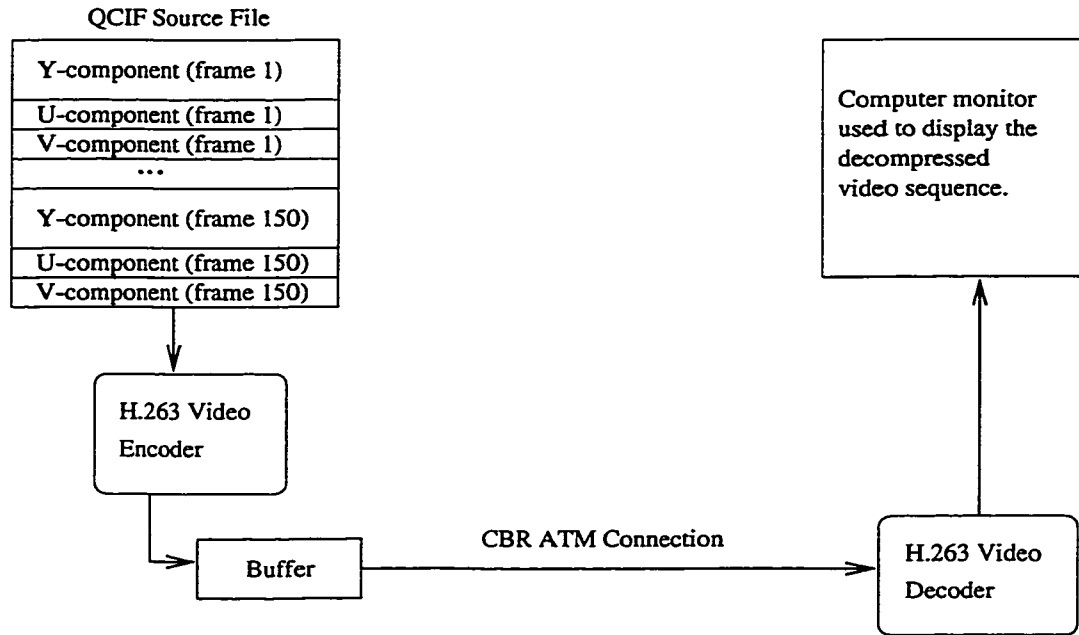 QCIF Source File
Y-component (frame 1)
U-component (frame 1)
V-component (frame 1)
...
Y-component (frame 150)
U-component (frame 150)
V-component (frame 150)
H.263 Video
Encoder
Buffer
CBR ATM Connection
H.263 Video
Decoder
Computer monitor
used to display the
decompressed
video sequence.